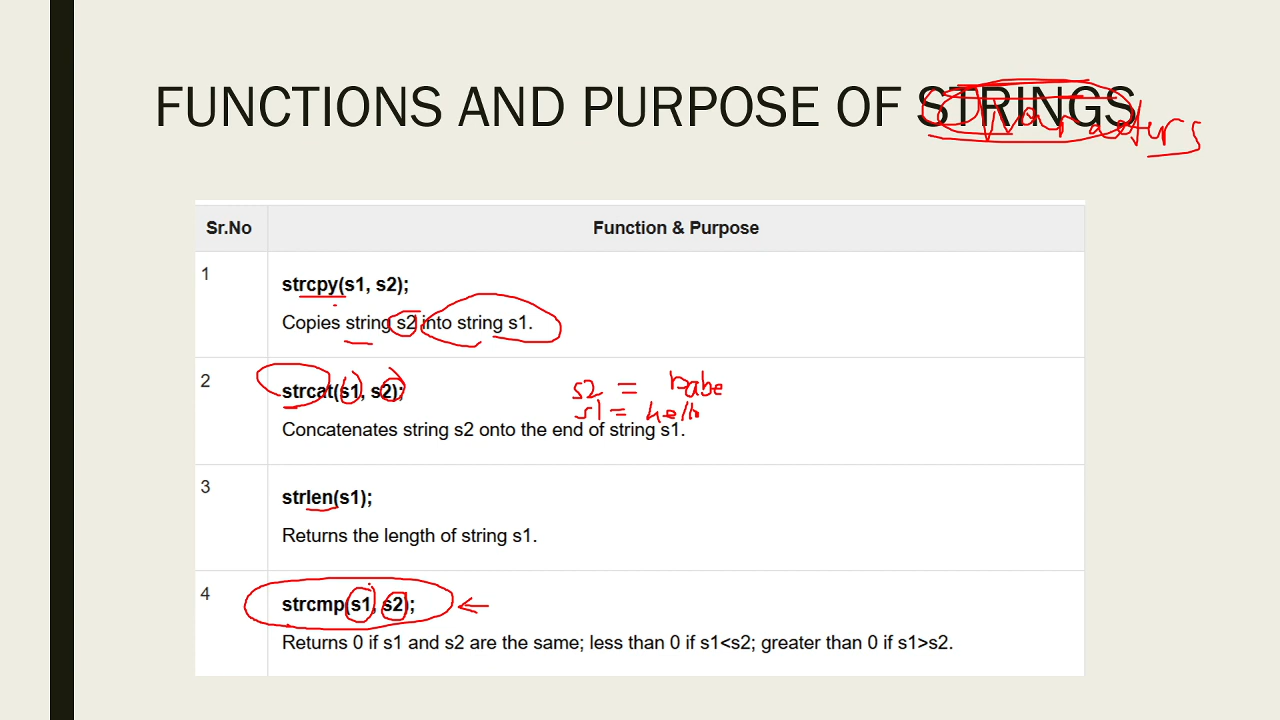 FUNCTIONS AND PURPOSE OF STRINGS
Characters
Sr.No Function & Purpose
1
strcpy(s1, s2);
Copies string s2 into string s1.
2
strcat(s1, s2);
s2 = babe
s1 = hello
Concatenates string s2 onto the end of string s1.
3
strlen(s1);
Returns the length of string s1.
4
strcmp(s1, s2);
Returns 0 if s1 and s2 are the same; less than 0 if s1<s2; greater than 0 if s1>s2.